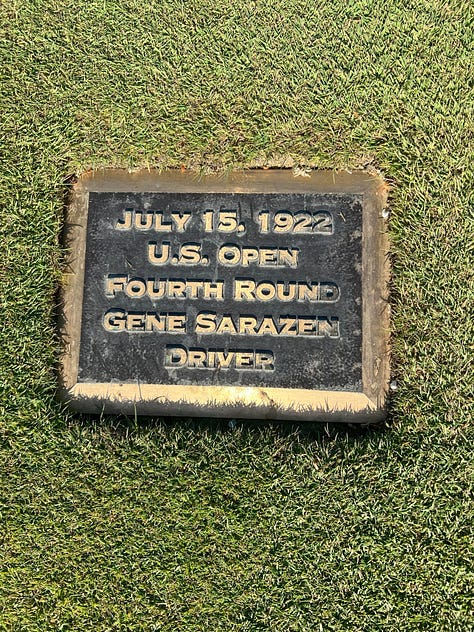 JULY 15, 1922
U.S. OPEN
FOURTH ROUND
GENE SARAZEN
DRIVER